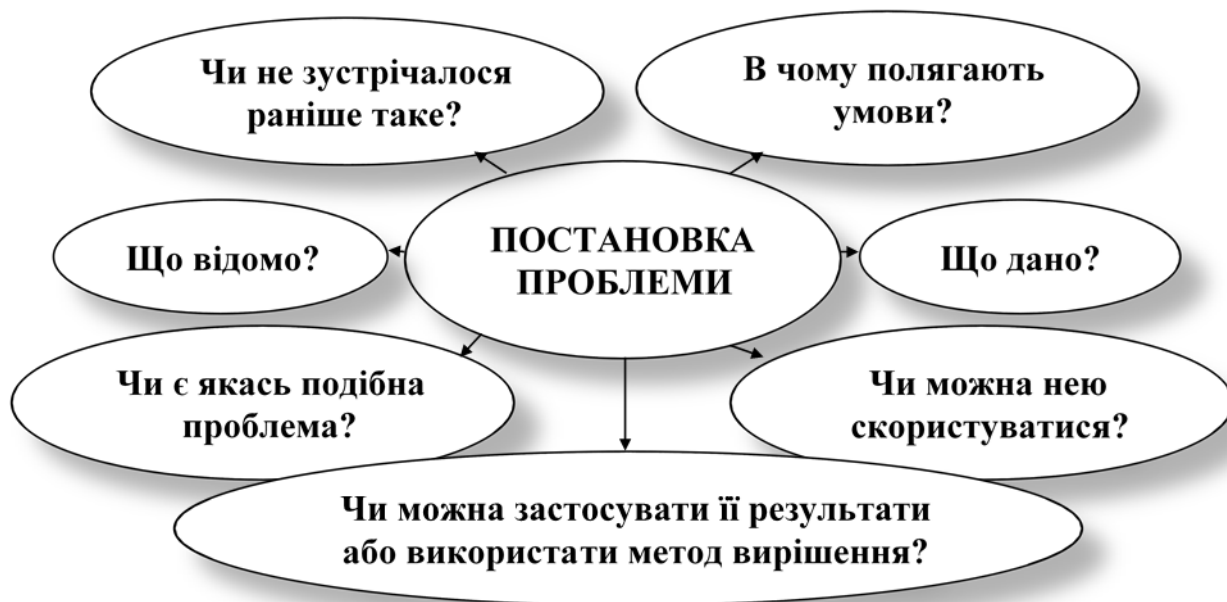 Чи не зустрічалося
раніше таке?
В чому полягають
умови?
ПОСТАНОВКА
ПРОБЛЕМИ
Що відомо?
Що дано?
Чи є якась подібна
проблема?
Чи можна нею
скористуватися?
Чи можна застосувати її результати
або використати метод вирішення?